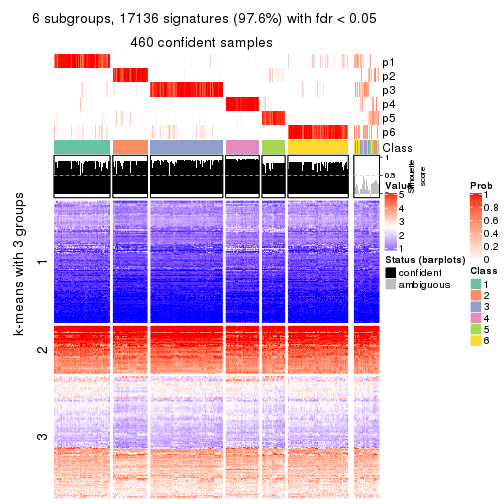 6 subgroups, 17136 signatures (97.6%) with fdr < 0.05
460 confident samples
p1
p2
p3
p4
p5
p6
Class
1
0.5
0
Silhouette
score
k-means with 3 groups
1
2
3
Value
5
4
3
2
1
Status (barplots)
confident
ambiguous
Prob
1
0.8
0.6
0.4
0.2
0
Class
1
2
3
4
5
6